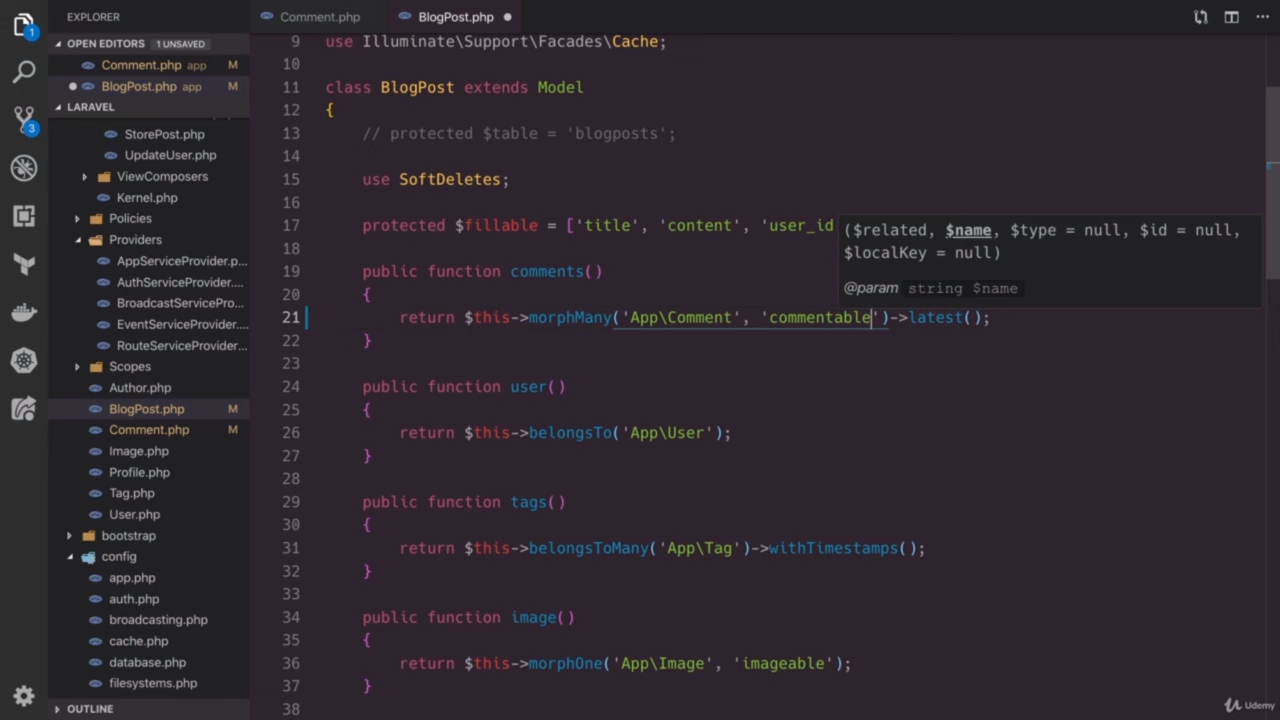 EXPLORER
Comment.php
BlogPost.php
OPEN EDITORS 1 UNSAVED
Comment.php app M
BlogPost.php app M
LARAVEL
StorePost.php
UpdateUser.php
ViewComposers
Kernel.php
Policies
Providers
AppServiceProvider.p...
AuthServiceProvider....
BroadcastServicePro...
EventServiceProvider....
RouteServiceProvider...
Scopes
Author.php
BlogPost.php M
Comment.php M
Image.php
Profile.php
Tag.php
User.php
bootstrap
config
app.php
auth.php
broadcasting.php
cache.php
database.php
filesystems.php
OUTLINE
1
3
9 use Illuminate\Support\Facades\Cache;
10
11 class BlogPost extends Model
12 {
13 // protected $table = 'blogposts';
14
15 use SoftDeletes;
16
17 protected $fillable = ['title', 'content', 'user_id
18
19 public function comments()
20 {
21 return $this->morphMany('App\Comment', 'commentable')->latest();
22 }
23
24 public function user()
25 {
26 return $this->belongsTo('App\User');
27 }
28
29 public function tags()
30 {
31 return $this->belongsToMany('App\Tag')->withTimestamps();
32 }
33
34 public function image()
35 {
36 return $this->morphOne('App\Image', 'imageable');
37 }
38
($related, $name, $type = null, $id = null,
$localKey = null)
@param string $name
Udemy